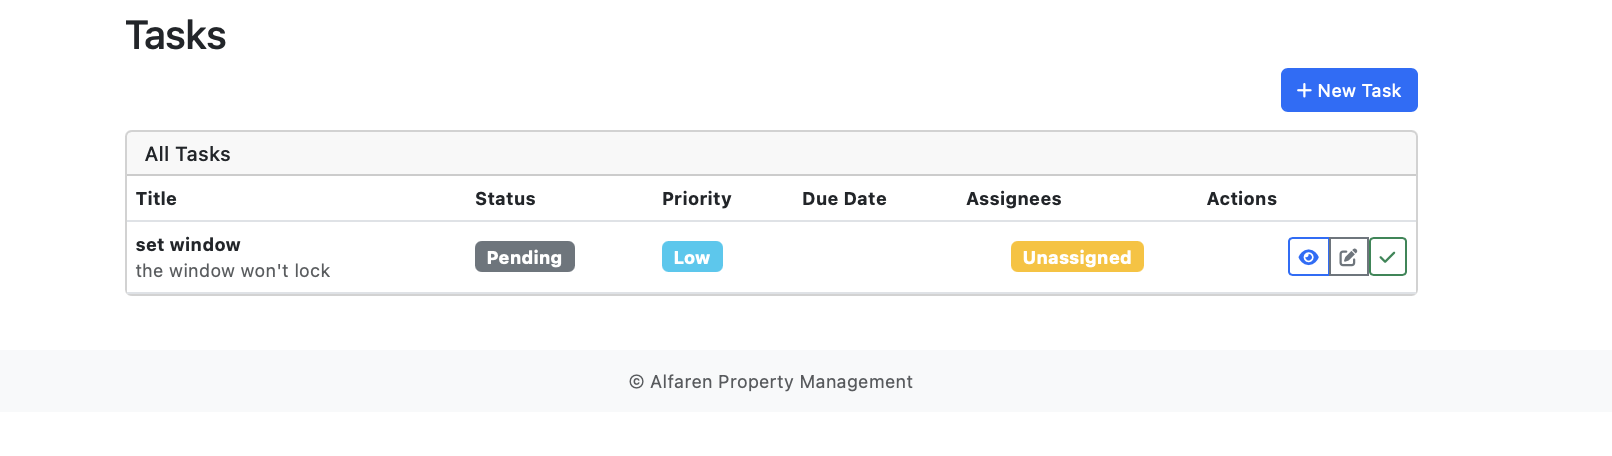 Tasks
+ New Task
All Tasks
Title Status Priority Due Date Assignees Actions
set window Pending Low Unassigned
the window won't lock
© Alfaren Property Management